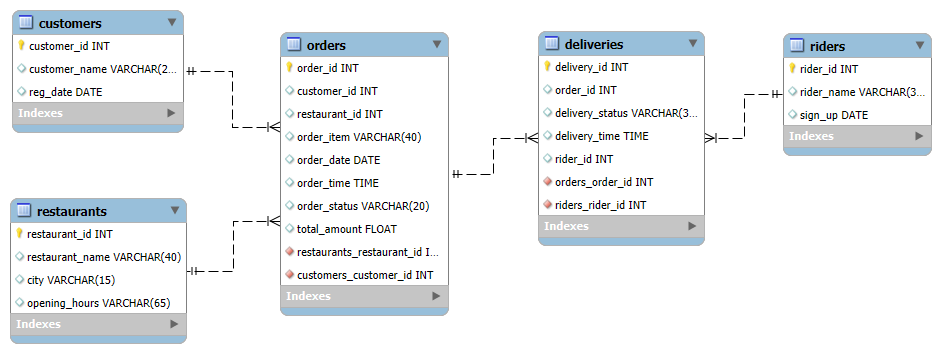 customers
customer_id INT
customer_name VARCHAR(2...
reg_date DATE
Indexes
restaurants
restaurant_id INT
restaurant_name VARCHAR(40)
city VARCHAR(15)
opening_hours VARCHAR(65)
Indexes
orders
order_id INT
customer_id INT
restaurant_id INT
order_item VARCHAR(40)
order_date DATE
order_time TIME
order_status VARCHAR(20)
total_amount FLOAT
restaurants_restaurant_id I...
customers_customer_id INT
Indexes
deliveries
delivery_id INT
order_id INT
delivery_status VARCHAR(3...
delivery_time TIME
rider_id INT
orders_order_id INT
riders_rider_id INT
Indexes
riders
rider_id INT
rider_name VARCHAR(3...
sign_up DATE
Indexes